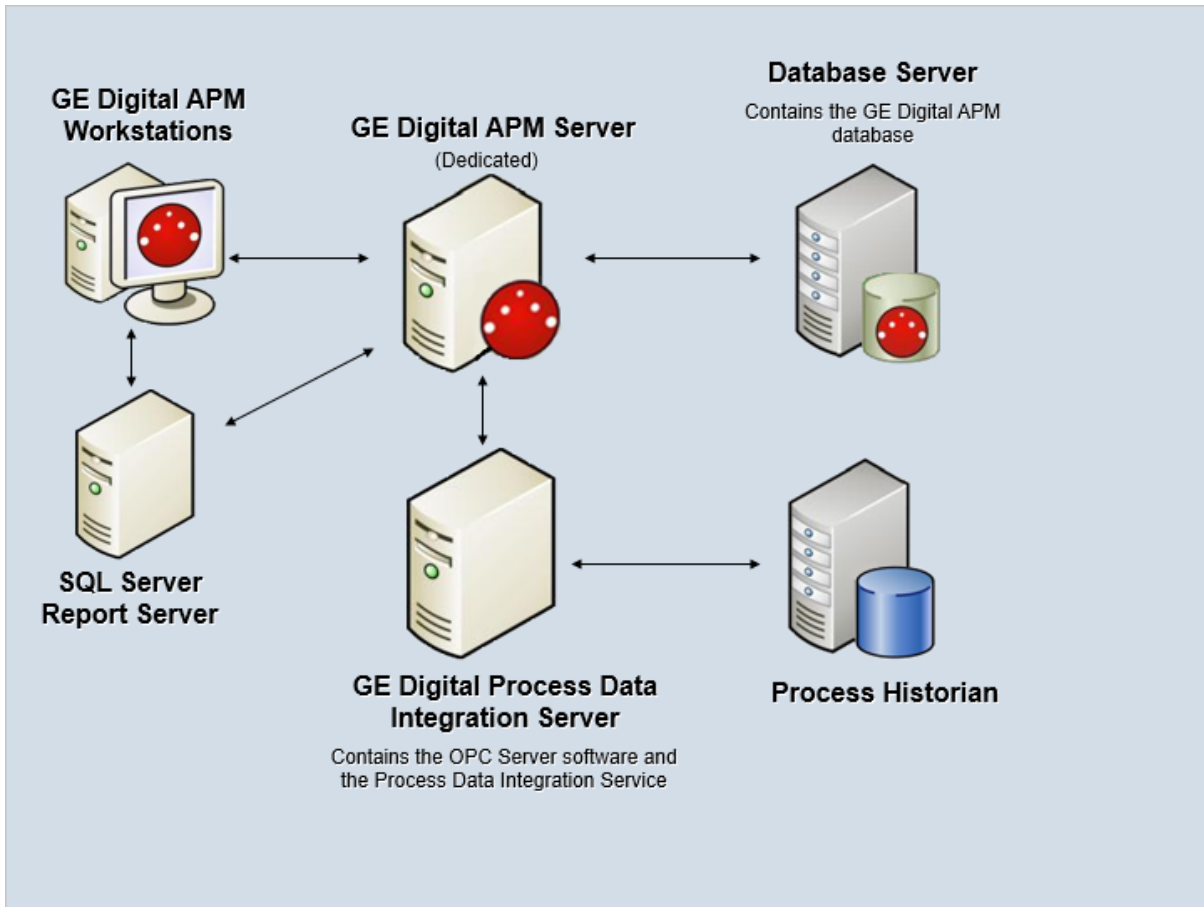 GE Digital APM
Workstations
GE Digital APM Server
(Dedicated)
Database Server
Contains the GE Digital APM
database
SQL Server
Report Server
GE Digital Process Data
Integration Server
Contains the OPC Server software and
the Process Data Integration Service
Process Historian